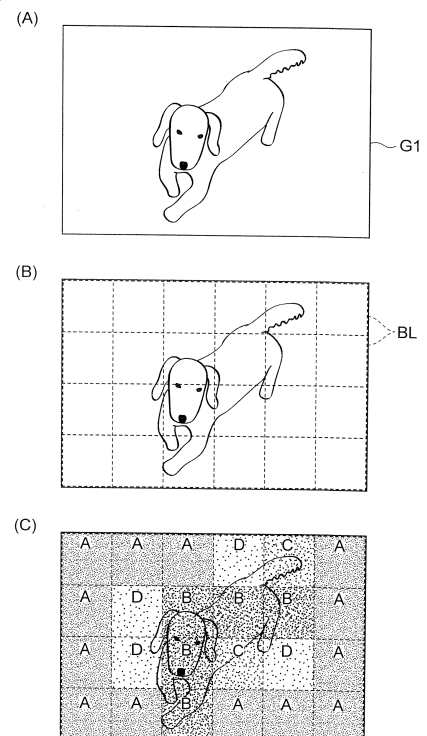 (A)
G1
(B)
BL
(C)
A A A D C A
A D B B B A
A D B C D A
A A B A A A